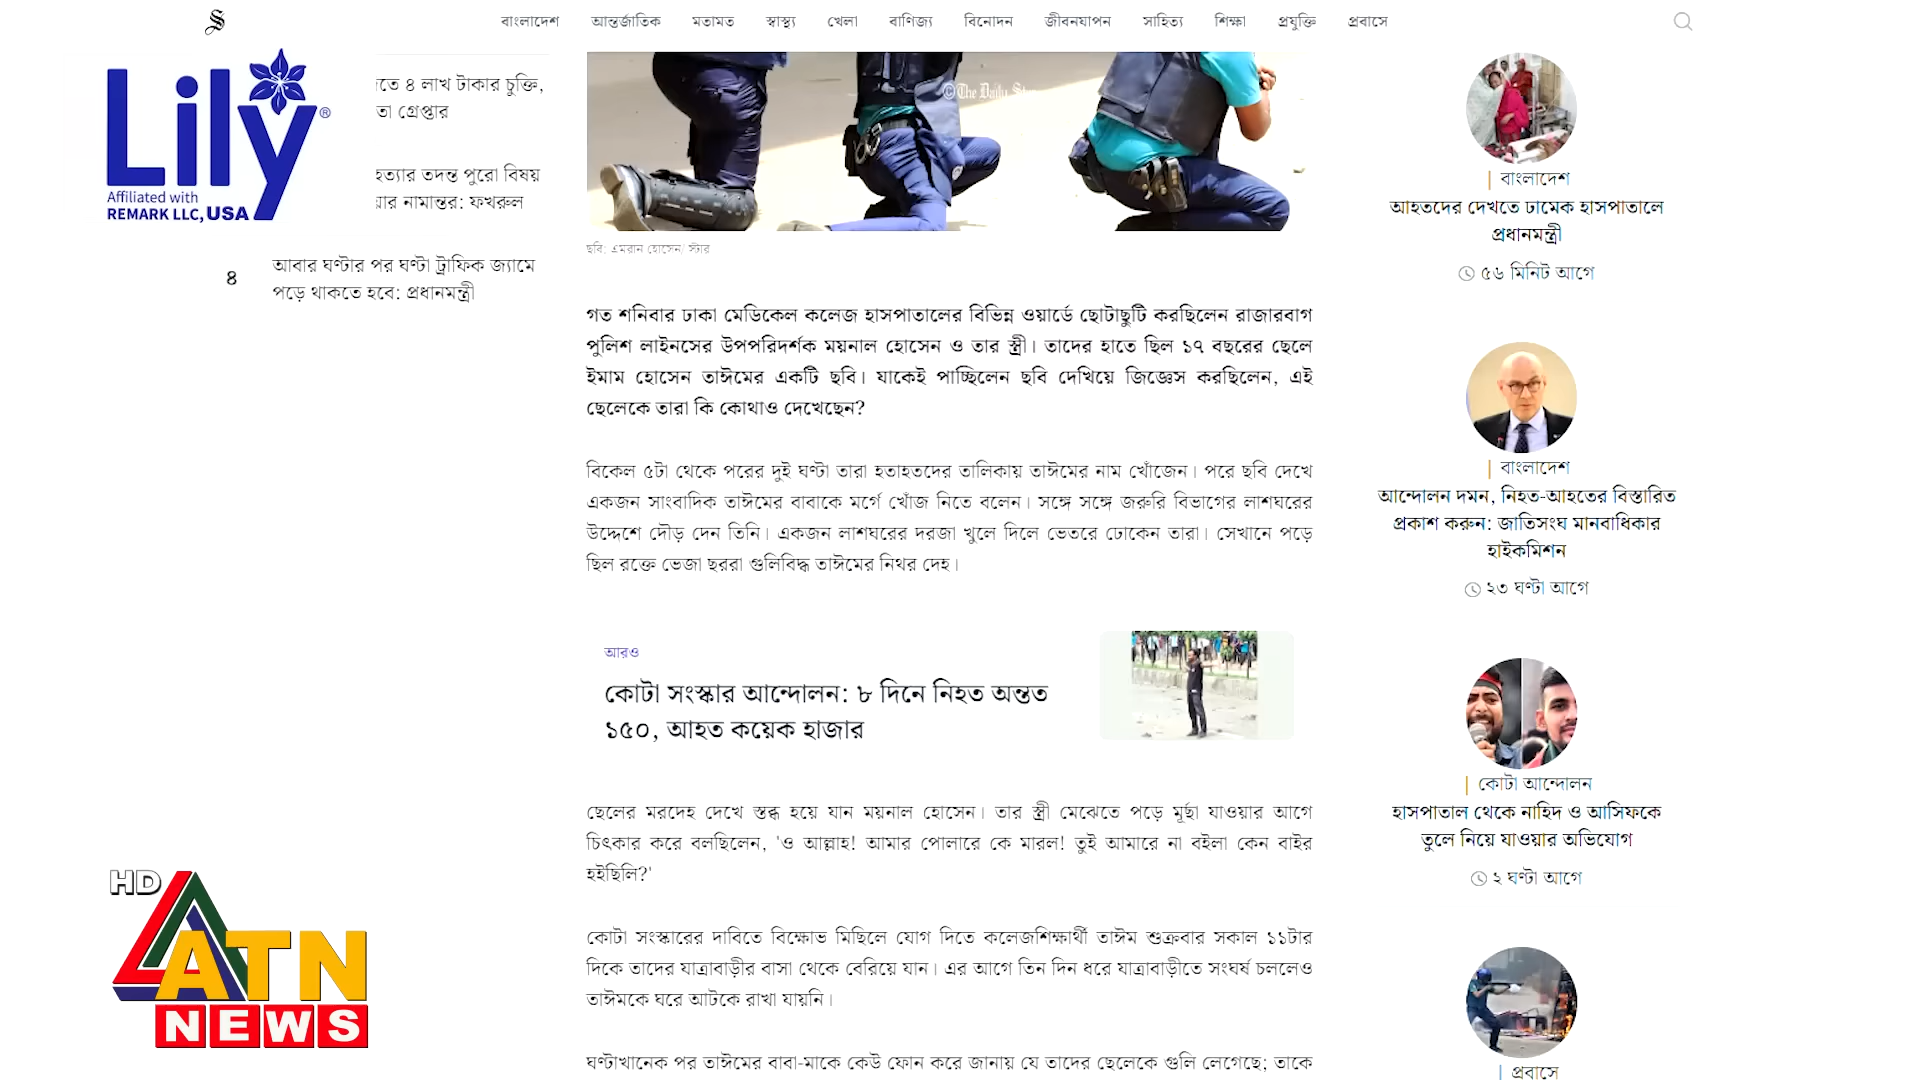 বাংলাদেশ আন্তর্জাতিক মতামত স্বাস্থ্য খেলা বাণিজ্য বিনোদন জীবনযাপন সাহিত্য শিক্ষা প্রযুক্তি প্রবাসে
Lily®
Affiliated with
REMARK LLC, USA
৪ লাখ টাকার চুক্তি,
গ্রেপ্তার
হত্যার তদন্ত পুরো বিষয়
নামান্তর: ফখরুল
৪
আবার ঘণ্টার পর ঘণ্টা ট্রাফিক জ্যামে
পড়ে থাকতে হবে: প্রধানমন্ত্রী
© The Daily Star
ছবি: এমরান হোসেন/ স্টার
গত শনিবার ঢাকা মেডিকেল কলেজ হাসপাতালের বিভিন্ন ওয়ার্ডে ছোটাছুটি করছিলেন রাজারবাগ
পুলিশ লাইনসের উপপরিদর্শক ময়নাল হোসেন ও তার স্ত্রী। তাদের হাতে ছিল ১৭ বছরের ছেলে
ইমাম হোসেন তাঈমের একটি ছবি। যাকেই পাচ্ছিলেন ছবি দেখিয়ে জিজ্ঞেস করছিলেন, এই
ছেলেকে তারা কি কোথাও দেখেছেন?
বিকেল ৫টা থেকে পরের দুই ঘণ্টা তারা হতাহতদের তালিকায় তাঈমের নাম খোঁজেন। পরে ছবি দেখে
একজন সাংবাদিক তাঈমের বাবাকে মর্গে খোঁজ নিতে বলেন। সঙ্গে সঙ্গে জরুরি বিভাগের লাশঘরের
উদ্দেশে দৌড় দেন তিনি। একজন লাশঘরের দরজা খুলে দিলে ভেতরে ঢোকেন তারা। সেখানে পড়ে
ছিল রক্তে ভেজা ছররা গুলিবিদ্ধ তাঈমের নিথর দেহ।
আরও
কোটা সংস্কার আন্দোলন: ৮ দিনে নিহত অন্তত
১৫০, আহত কয়েক হাজার
ছেলের মরদেহ দেখে স্তব্ধ হয়ে যান ময়নাল হোসেন। তার স্ত্রী মেঝেতে পড়ে মূর্ছা যাওয়ার আগে
চিৎকার করে বলছিলেন, 'ও আল্লাহ! আমার পোলারে কে মারল! তুই আমারে না বইলা কেন বাইর
হইছিলি?'
কোটা সংস্কারের দাবিতে বিক্ষোভ মিছিলে যোগ দিতে কলেজশিক্ষার্থী তাঈম শুক্রবার সকাল ১১টার
দিকে তাদের যাত্রাবাড়ীর বাসা থেকে বেরিয়ে যান। এর আগে তিন দিন ধরে যাত্রাবাড়ীতে সংঘর্ষ চললেও
তাঈমকে ঘরে আটকে রাখা যায়নি।
ঘণ্টাখানেক পর তাঈমের বাবা-মাকে কেউ ফোন করে জানায় যে তাদের ছেলেকে গুলি লেগেছে; তাকে
বাংলাদেশ
আহতদের দেখতে ঢামেক হাসপাতালে
প্রধানমন্ত্রী
৫৬ মিনিট আগে
বাংলাদেশ
আন্দোলন দমন, নিহত-আহতের বিস্তারিত
প্রকাশ করুন: জাতিসংঘ মানবাধিকার
হাইকমিশন
২৩ ঘণ্টা আগে
কোটা আন্দোলন
হাসপাতাল থেকে নাহিদ ও আসিফকে
তুলে নিয়ে যাওয়ার অভিযোগ
২ ঘণ্টা আগে
প্রবাসে
HD
ATN
NEWS